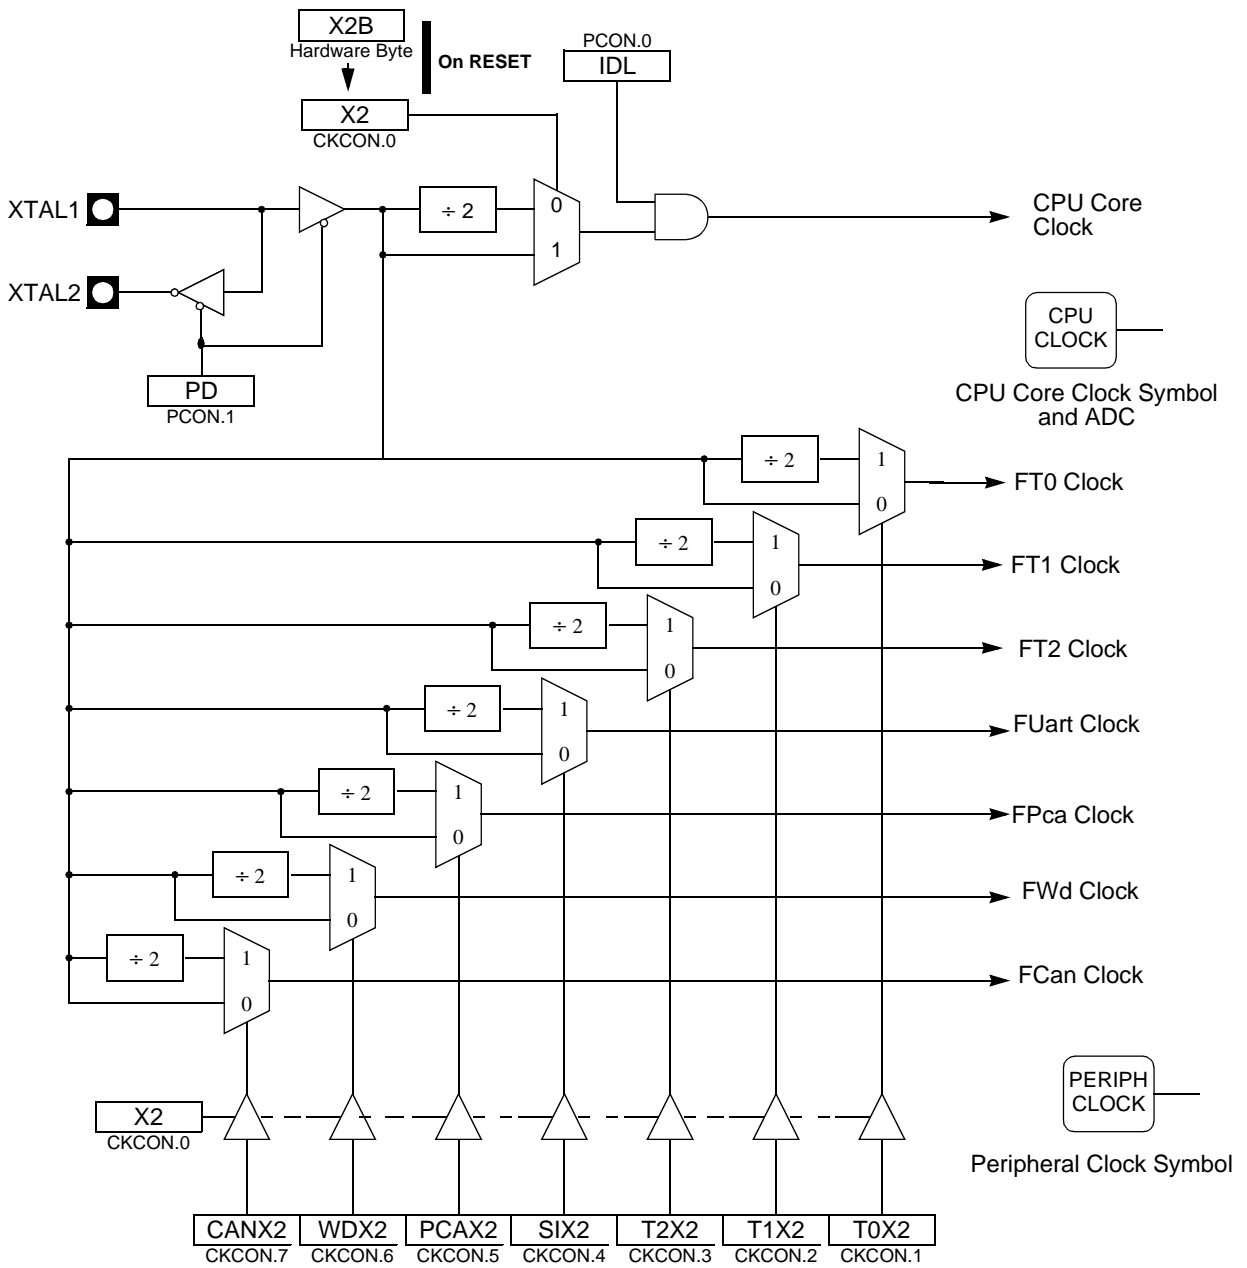 X2B
Hardware Byte
On RESET
PCON.0
IDL
X2
CKCON.0
XTAL1
÷ 2
0
1
CPU Core
Clock
XTAL2
CPU
CLOCK
PD
PCON.1
CPU Core Clock Symbol
and ADC
÷ 2
1
0
FT0 Clock
÷ 2
1
0
FT1 Clock
÷ 2
1
0
FT2 Clock
÷ 2
1
0
FUart Clock
÷ 2
1
0
FPca Clock
÷ 2
1
0
FWd Clock
÷ 2
1
0
FCan Clock
PERIPH
CLOCK
X2
CKCON.0
Peripheral Clock Symbol
CANX2 WDX2 PCAX2 SIX2 T2X2 T1X2 T0X2
CKCON.7 CKCON.6 CKCON.5 CKCON.4 CKCON.3 CKCON.2 CKCON.1